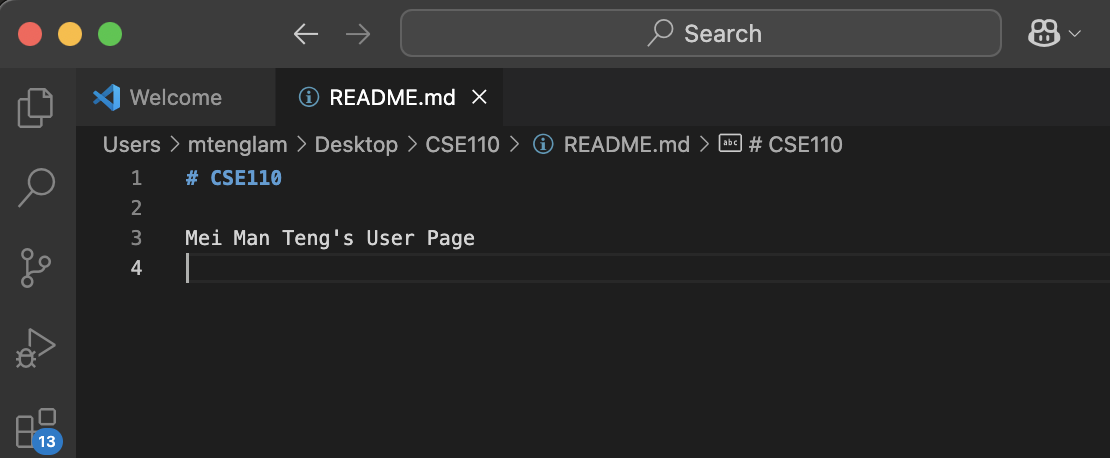 Search
Welcome
README.md
Users > mtenglam > Desktop > CSE110 > README.md > abc # CSE110
1 # CSE110
2
3 Mei Man Teng's User Page
4
13